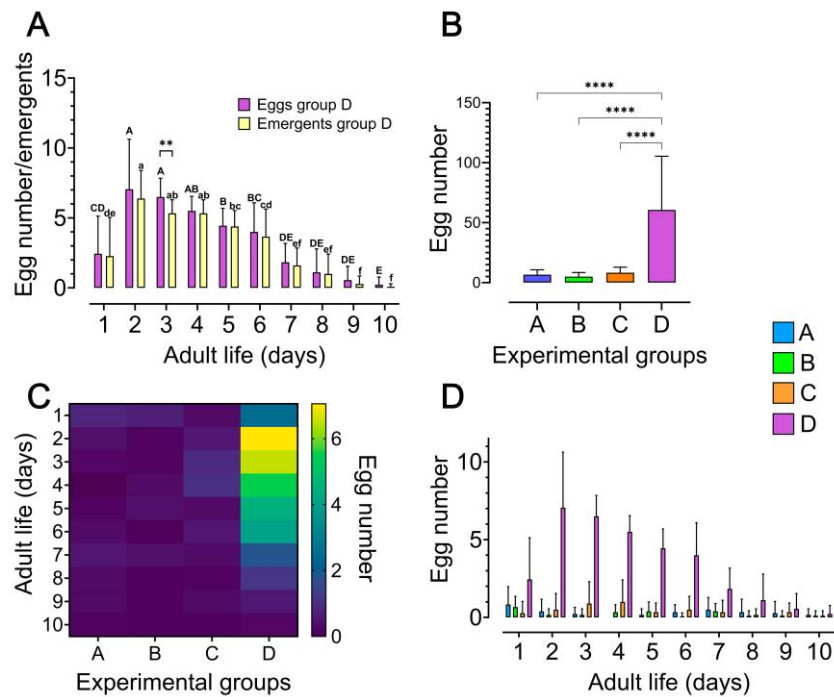 A
Egg number/emergents
15
10
5
0
Eggs group D
Emergents group D
CD de
A a
A ** ab
AB ab
B bc
BC cd
DE ef
DE ef
DE f
E f
1 2 3 4 5 6 7 8 9 10
Adult life (days)
B
Egg number
150
100
50
0
****
****
****
A B C D
Experimental groups
A
B
C
D
C
Adult life (days)
1
2
3
4
5
6
7
8
9
10
A B C D
Experimental groups
6
4
2
0
Egg number
D
Egg number
10
5
0
1 2 3 4 5 6 7 8 9 10
Adult life (days)